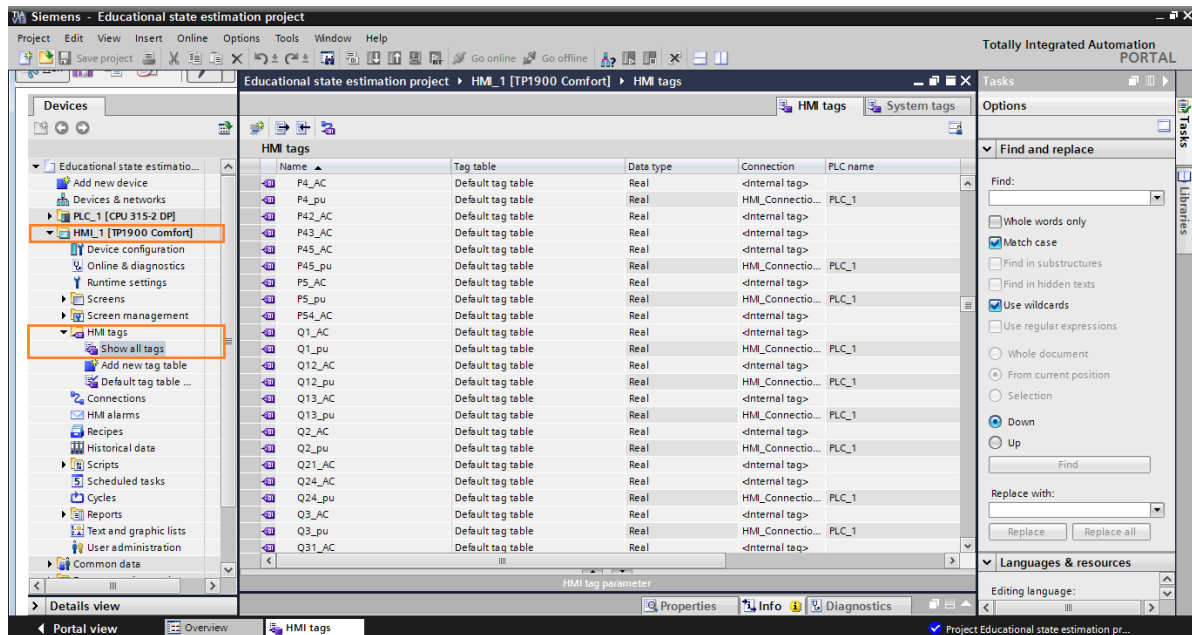 Siemens - Educational state estimation project
Project Edit View Insert Online Options Tools Window Help
Totally Integrated Automation
PORTAL
Save project Go online Go offline
Educational state estimation project HMI_1 [TP1900 Comfort] HMI tags
Tasks
Devices
HMI tags System tags
Options
HMI tags
Find and replace
Educational state estimatio...
Add new device
Devices & networks
PLC_1 [CPU 315-2 DP]
HMI_1 [TP1900 Comfort]
Device configuration
Online & diagnostics
Runtime settings
Screens
Screen management
HMI tags
Show all tags
Add new tag table
Default tag table ...
Connections
HMI alarms
Recipes
Historical data
Scripts
Scheduled tasks
Cycles
Reports
Text and graphic lists
User administration
Common data
Details view
Name Tag table Data type Connection PLC name
P4_AC Default tag table Real <Internal tag>
P4_pu Default tag table Real HMI_Connectio... PLC_1
P42_AC Default tag table Real <Internal tag>
P43_AC Default tag table Real <Internal tag>
P45_AC Default tag table Real <Internal tag>
P45_pu Default tag table Real HMI_Connectio... PLC_1
P5_AC Default tag table Real <Internal tag>
P5_pu Default tag table Real HMI_Connectio... PLC_1
P54_AC Default tag table Real <Internal tag>
Q1_AC Default tag table Real <Internal tag>
Q1_pu Default tag table Real HMI_Connectio... PLC_1
Q12_AC Default tag table Real <Internal tag>
Q12_pu Default tag table Real HMI_Connectio... PLC_1
Q13_AC Default tag table Real <Internal tag>
Q13_pu Default tag table Real HMI_Connectio... PLC_1
Q2_AC Default tag table Real <Internal tag>
Q2_pu Default tag table Real HMI_Connectio... PLC_1
Q21_AC Default tag table Real <Internal tag>
Q24_AC Default tag table Real <Internal tag>
Q24_pu Default tag table Real HMI_Connectio... PLC_1
Q3_AC Default tag table Real <Internal tag>
Q3_pu Default tag table Real HMI_Connectio... PLC_1
Q31_AC Default tag table Real <Internal tag>
HMI tag parameter
Properties Info Diagnostics
Find:
Whole words only
Match case
Find in substructures
Find in hidden texts
Use wildcards
Use regular expressions
Whole document
From current position
Selection
Down
Up
Find
Replace with:
Replace Replace all
Languages & resources
Editing language:
Tasks
Libraries
Portal view Overview HMI tags Project Educational state estimation pr...